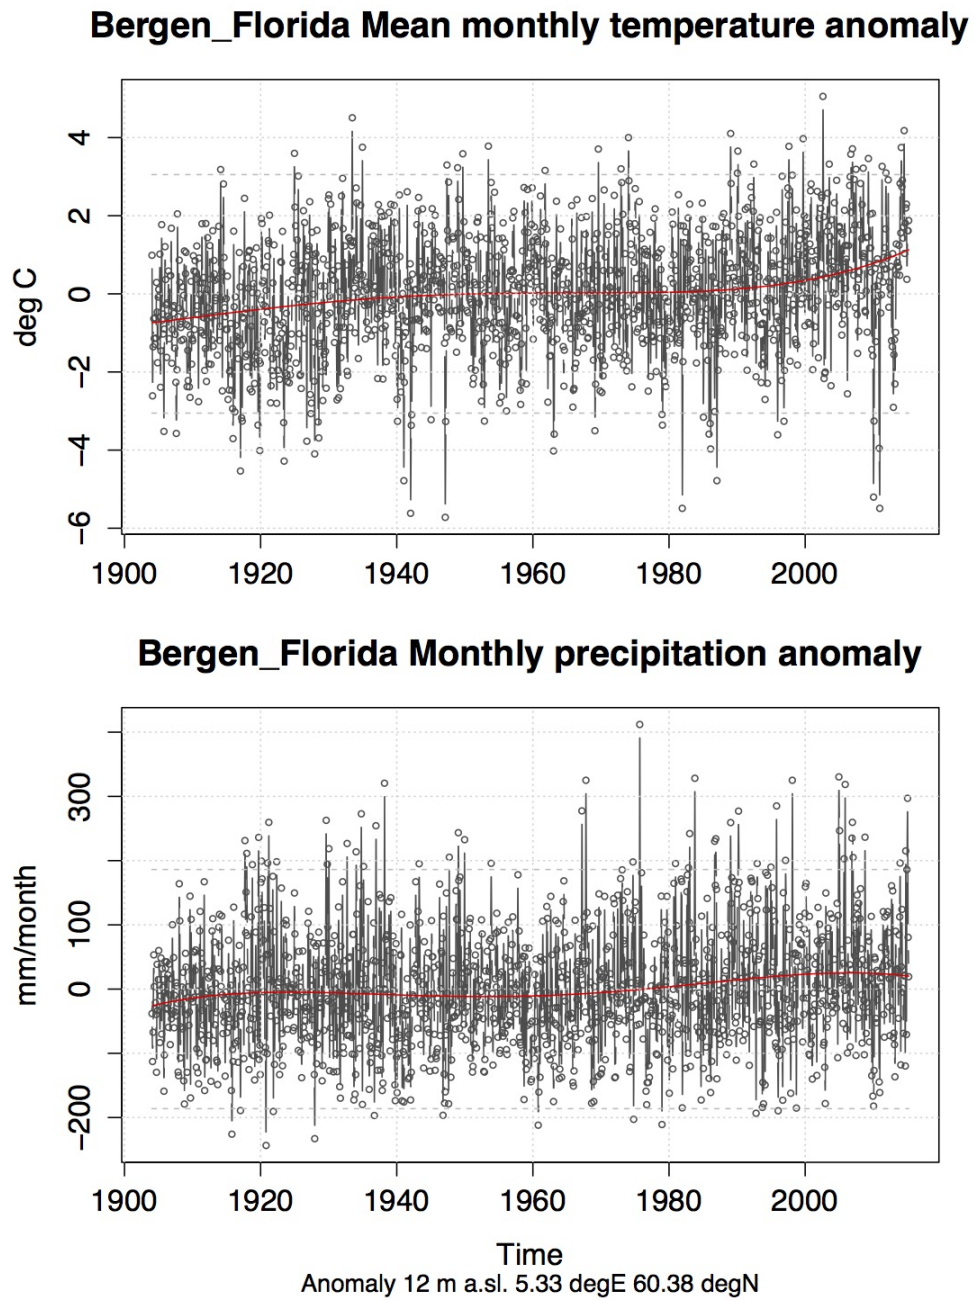 Bergen_Florida Mean monthly temperature anomaly
deg C
4
2
0
−2
−4
−6
1900 1920 1940 1960 1980 2000
Bergen_Florida Monthly precipitation anomaly
mm/month
300
100
0
−200
1900 1920 1940 1960 1980 2000
Time
Anomaly 12 m a.sl. 5.33 degE 60.38 degN